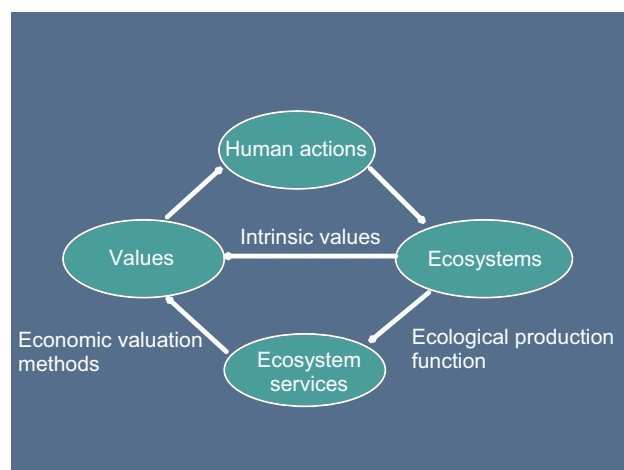 Human actions
Intrinsic values
Values
Ecosystems
Economic valuation
methods
Ecosystem
services
Ecological production
function